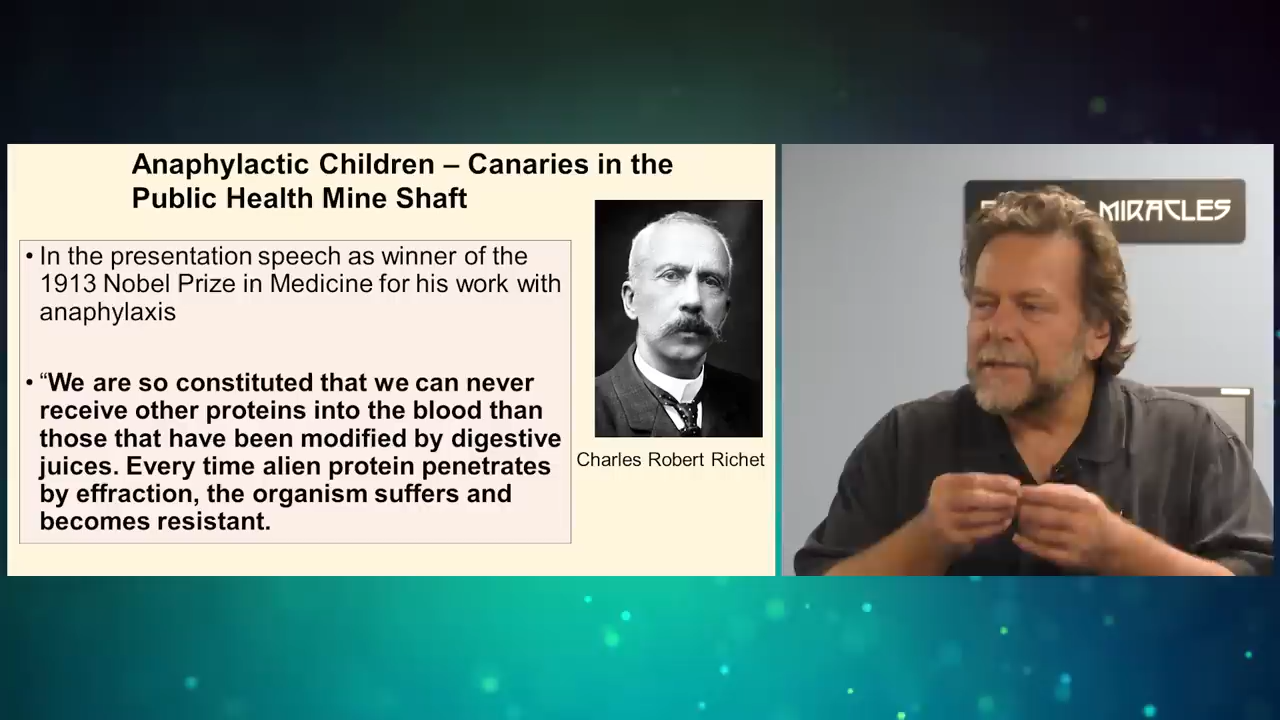 Anaphylactic Children – Canaries in the
Public Health Mine Shaft
• In the presentation speech as winner of the
1913 Nobel Prize in Medicine for his work with
anaphylaxis
• “We are so constituted that we can never
receive other proteins into the blood than
those that have been modified by digestive
juices. Every time alien protein penetrates
by effraction, the organism suffers and
becomes resistant.
Charles Robert Richet
MIRACLES